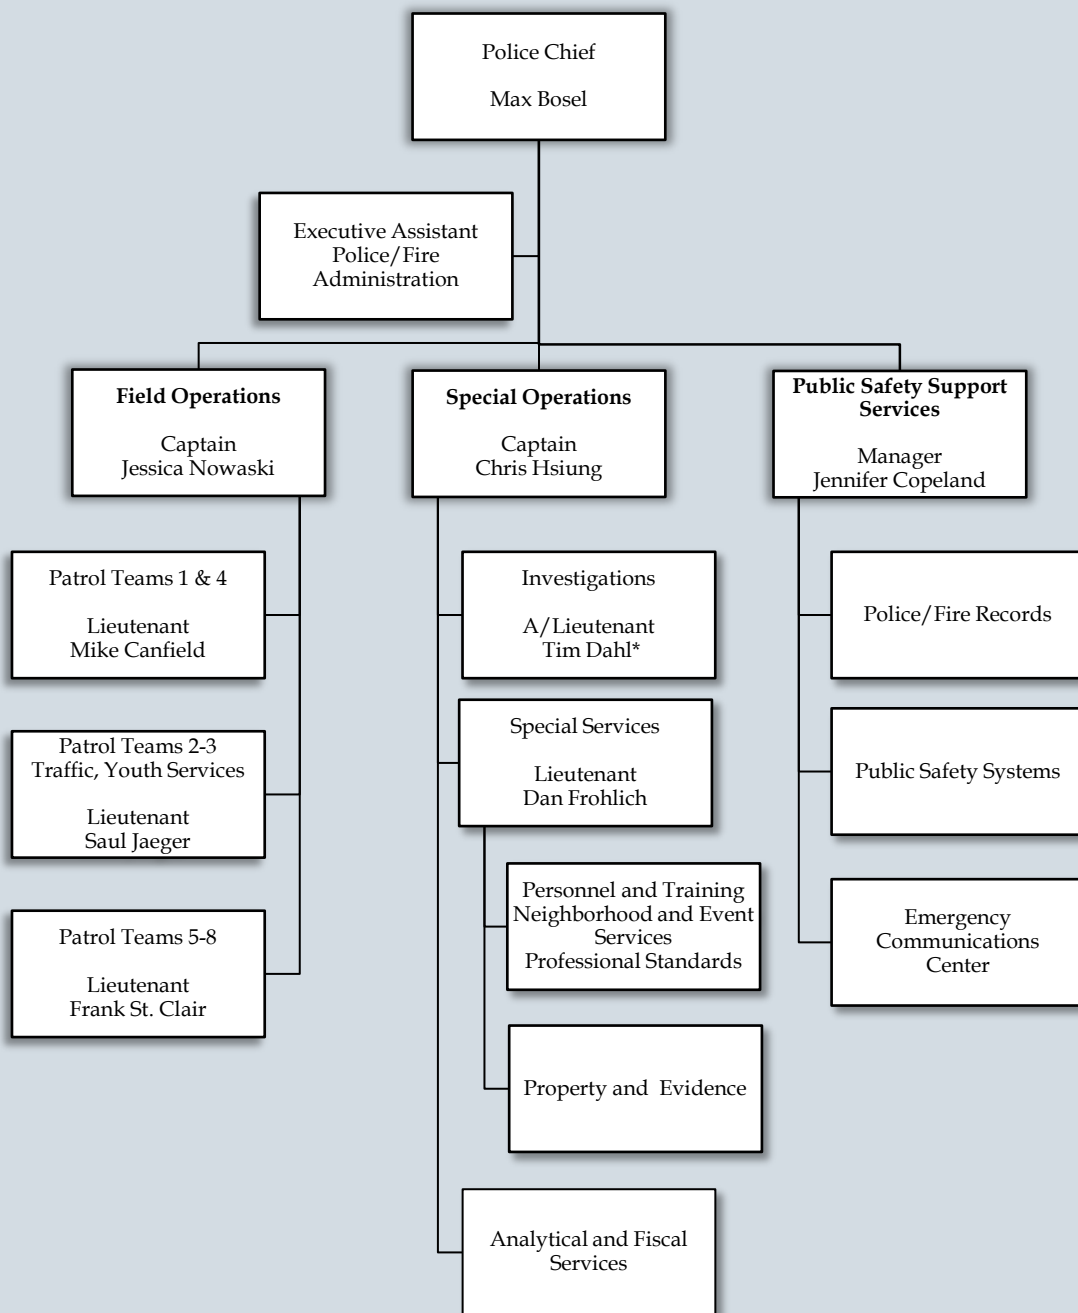 Police Chief
Max Bosel
Executive Assistant
Police/Fire
Administration
Field Operations
Captain
Jessica Nowaski
Patrol Teams 1 & 4
Lieutenant
Mike Canfield
Patrol Teams 2-3
Traffic, Youth Services
Lieutenant
Saul Jaeger
Patrol Teams 5-8
Lieutenant
Frank St. Clair
Special Operations
Captain
Chris Hsiung
Investigations
A/Lieutenant
Tim Dahl*
Special Services
Lieutenant
Dan Frohlich
Personnel and Training
Neighborhood and Event
Services
Professional Standards
Property and Evidence
Analytical and Fiscal
Services
Public Safety Support
Services
Manager
Jennifer Copeland
Police/Fire Records
Public Safety Systems
Emergency
Communications
Center